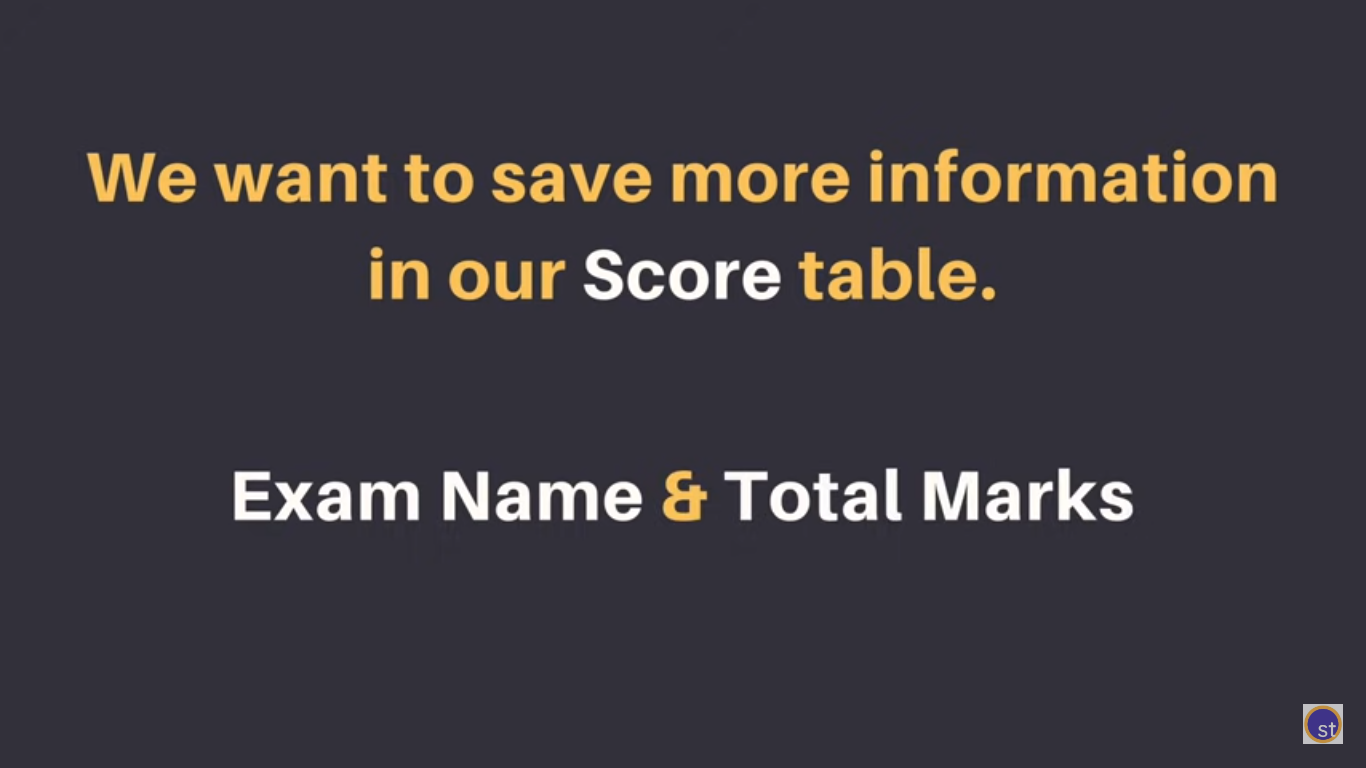 We want to save more information
in our Score table.
Exam Name & Total Marks
st